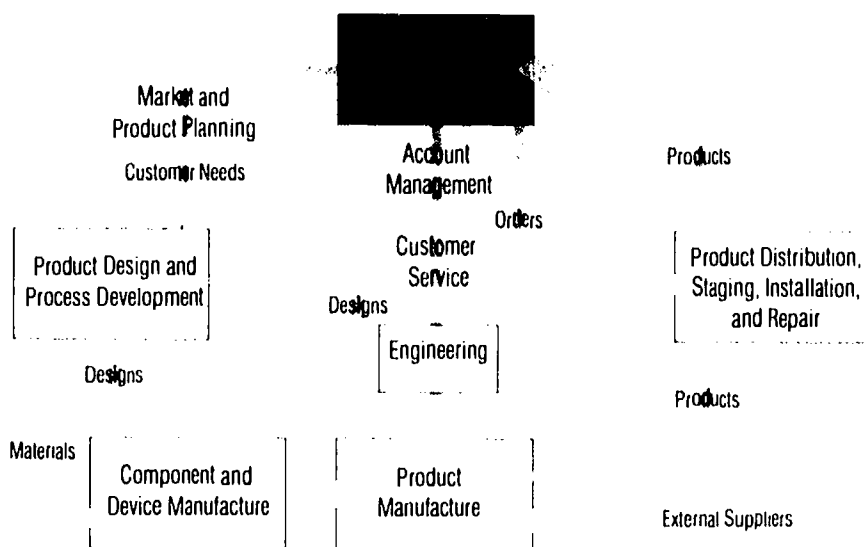 Market and
Product Planning
Customer Needs
Account
Management
Products
Orders
Customer
Service
Product Design and
Process Development
Product Distribution,
Staging, Installation,
and Repair
Designs
Engineering
Designs
Products
Materials
Component and
Device Manufacture
Product
Manufacture
External Suppliers